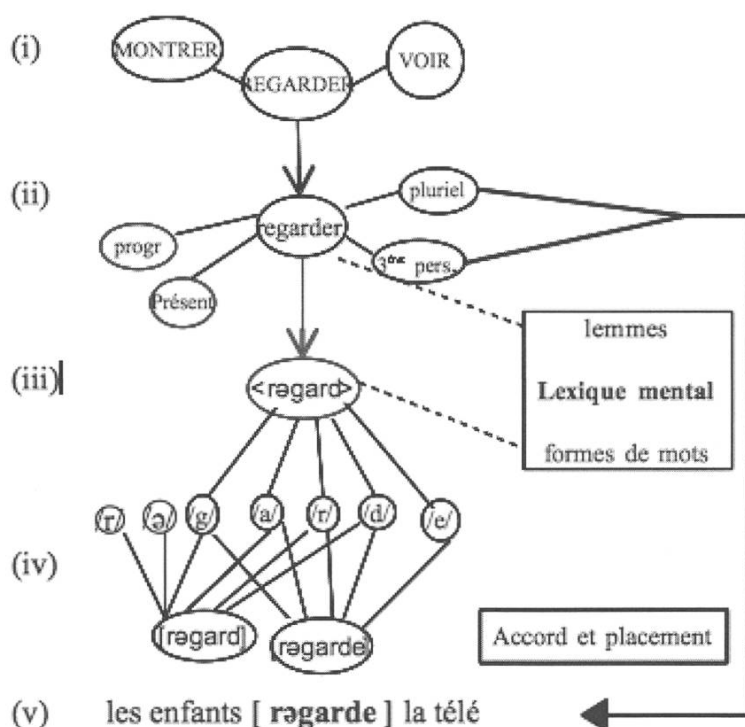 (i) MONTRER REGARDER VOIR
(ii) progr Présent regarder pluriel 3ème pers.
lemmes
Lexique mental
formes de mots
(iii) <rəgard>
/r/ /ə/ /g/ /a/ /r/ /d/ /e/
(iv) [rəgard] [rəgarde]
Accord et placement
(v) les enfants [ rəgarde ] la télé